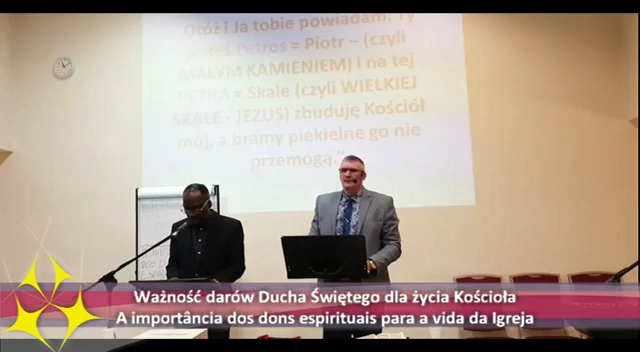 Otóż i Ja tobie powiadam: Ty
jesteś Petros = Piotr – (czyli
MAŁYM KAMIENIEM) i na tej
PETRA = Skale (czyli WIELKIEJ
SKALE - JEZUS) zbuduję Kościół
mój, a bramy piekielne go nie
przemogą."
Ważność darów Ducha Świętego dla życia Kościoła
A importância dos dons espirituais para a vida da Igreja